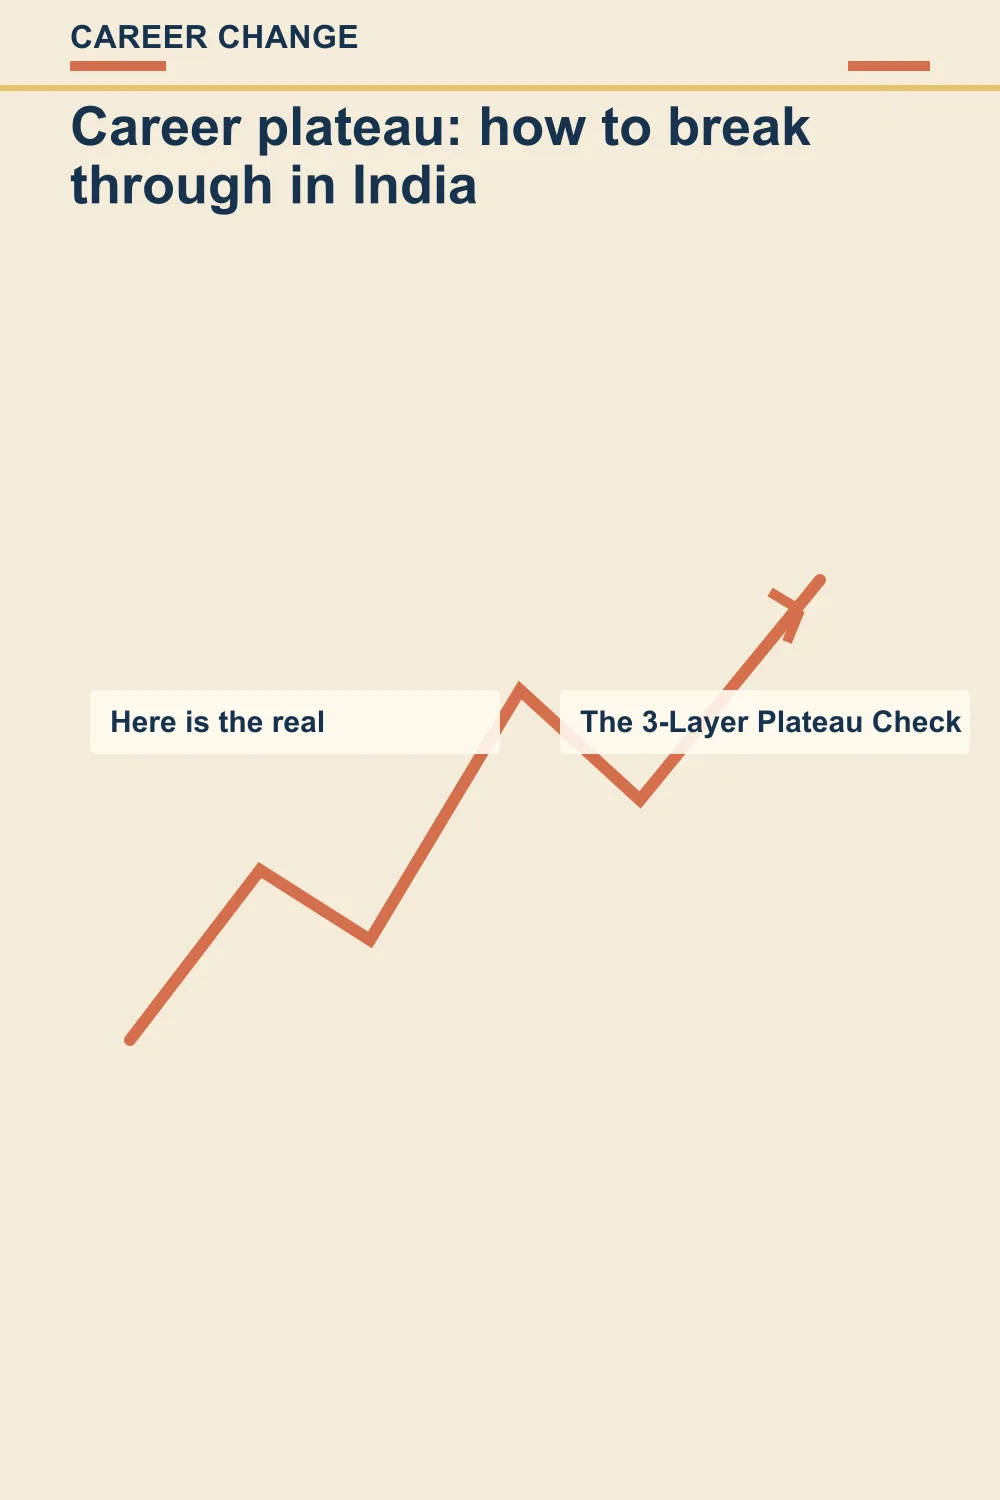 CAREER CHANGE
Career plateau: how to break
through in India
Here is the real
The 3-Layer Plateau Check